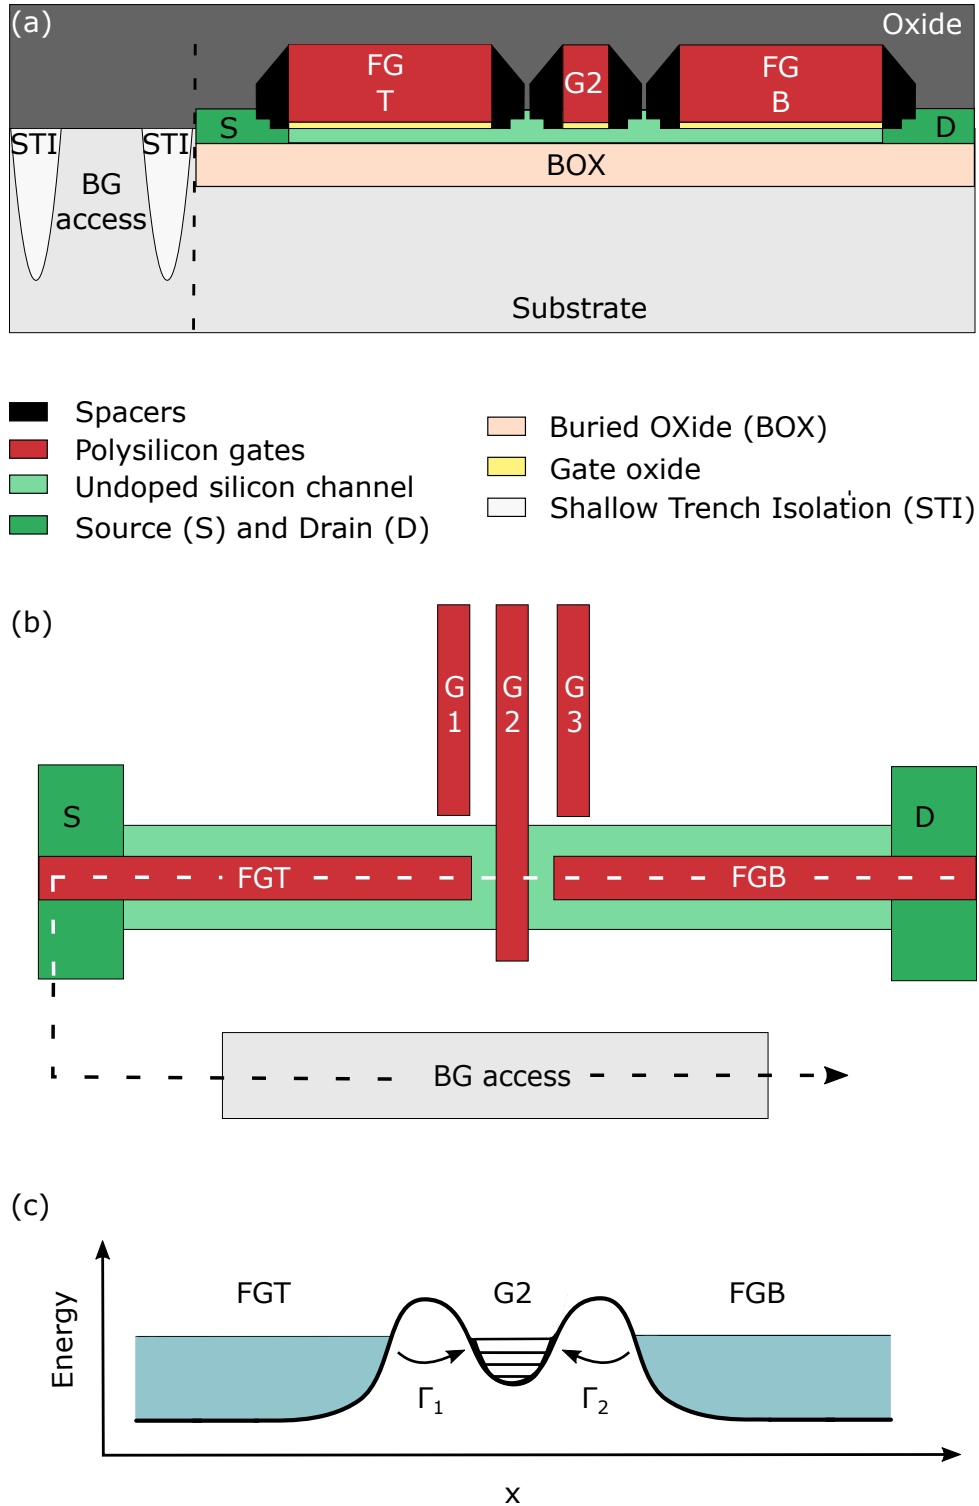 (a)
Oxide
FG
T
G2
FG
B
S
D
STI
STI
BG
access
BOX
Substrate
Spacers
Polysilicon gates
Undoped silicon channel
Source (S) and Drain (D)
Buried OXide (BOX)
Gate oxide
Shallow Trench Isolation (STI)
(b)
G
1
G
2
G
3
S
D
FGT
FGB
BG access
(c)
Energy
FGT
G2
FGB
Γ₁
Γ₂
x